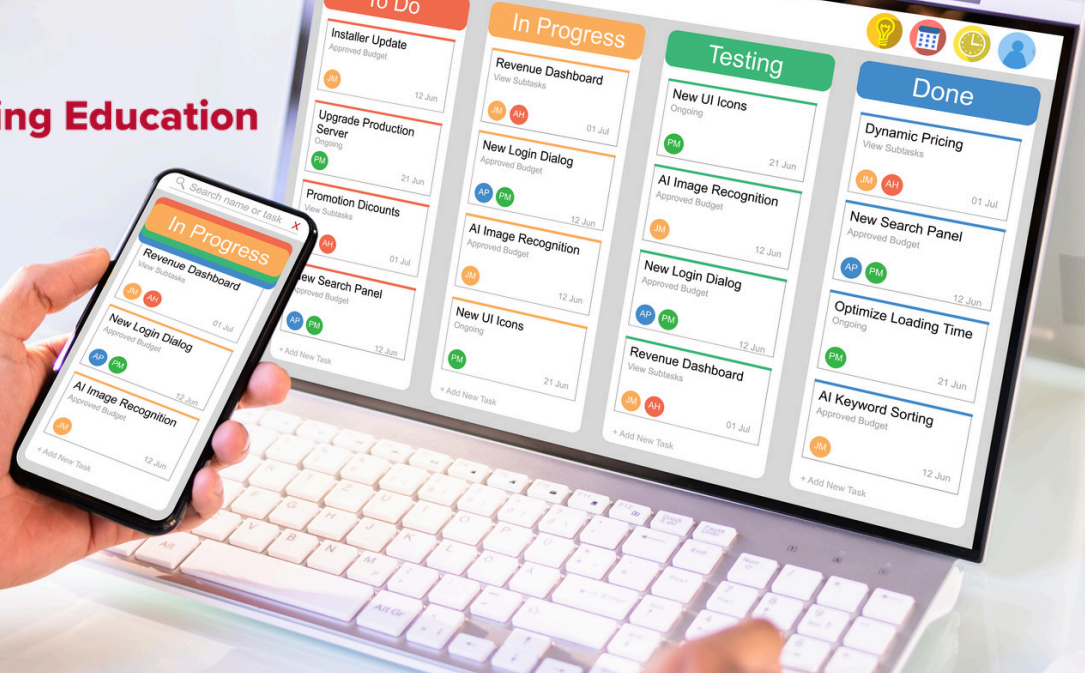 ing Education
To Do
Installer Update
Approved Budget
JM
12 Jun
Upgrade Production
Server
Ongoing
PM
21 Jun
Promotion Dicounts
View Subtasks
AH
01 Jul
New Search Panel
Approved Budget
AP PM
12 Jun
+ Add New Task
In Progress
Revenue Dashboard
View Subtasks
JM AH
01 Jul
New Login Dialog
Approved Budget
AP PM
12 Jun
AI Image Recognition
Approved Budget
JM
12 Jun
New UI Icons
Ongoing
PM
21 Jun
+ Add New Task
Testing
New UI Icons
Ongoing
PM
21 Jun
AI Image Recognition
Approved Budget
JM
12 Jun
New Login Dialog
Approved Budget
AP PM
12 Jun
Revenue Dashboard
View Subtasks
JM AH
01 Jul
+ Add New Task
Done
Dynamic Pricing
View Subtasks
JM AH
01 Jul
New Search Panel
Approved Budget
AP PM
12 Jun
Optimize Loading Time
Ongoing
PM
21 Jun
AI Keyword Sorting
Approved Budget
JM
12 Jun
+ Add New Task
Search name or task X
In Progress
Revenue Dashboard
View Subtasks
JM AH
01 Jul
New Login Dialog
Approved Budget
AP PM
12 Jun
AI Image Recognition
Approved Budget
JM
12 Jun
+ Add New Task
Alt
Alt Gr